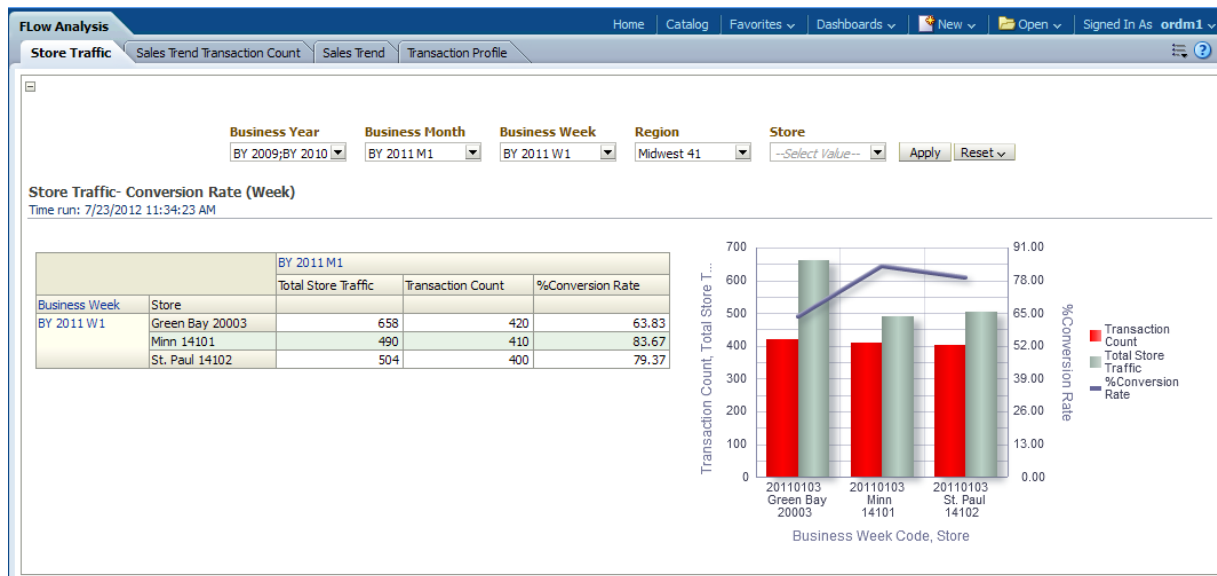 FLow Analysis
Home Catalog Favorites Dashboards New Open Signed In As ordm1
Store Traffic Sales Trend Transaction Count Sales Trend Transaction Profile
Business Year Business Month Business Week Region Store
BY 2009;BY 2010 BY 2011 M1 BY 2011 W1 Midwest 41 --Select Value-- Apply Reset
Store Traffic- Conversion Rate (Week)
Time run: 7/23/2012 11:34:23 AM
BY 2011 M1
Total Store Traffic Transaction Count %Conversion Rate
Business Week Store
BY 2011 W1 Green Bay 20003 658 420 63.83
Minn 14101 490 410 83.67
St. Paul 14102 504 400 79.37
Transaction Count, Total Store T...
700
600
500
400
300
200
100
0
91.00
78.00
65.00
52.00
39.00
26.00
13.00
0.00
%Conversion Rate
20110103 20110103 20110103
Green Bay Minn St. Paul
20003 14101 14102
Business Week Code, Store
Transaction
Count
Total Store
Traffic
%Conversion
Rate